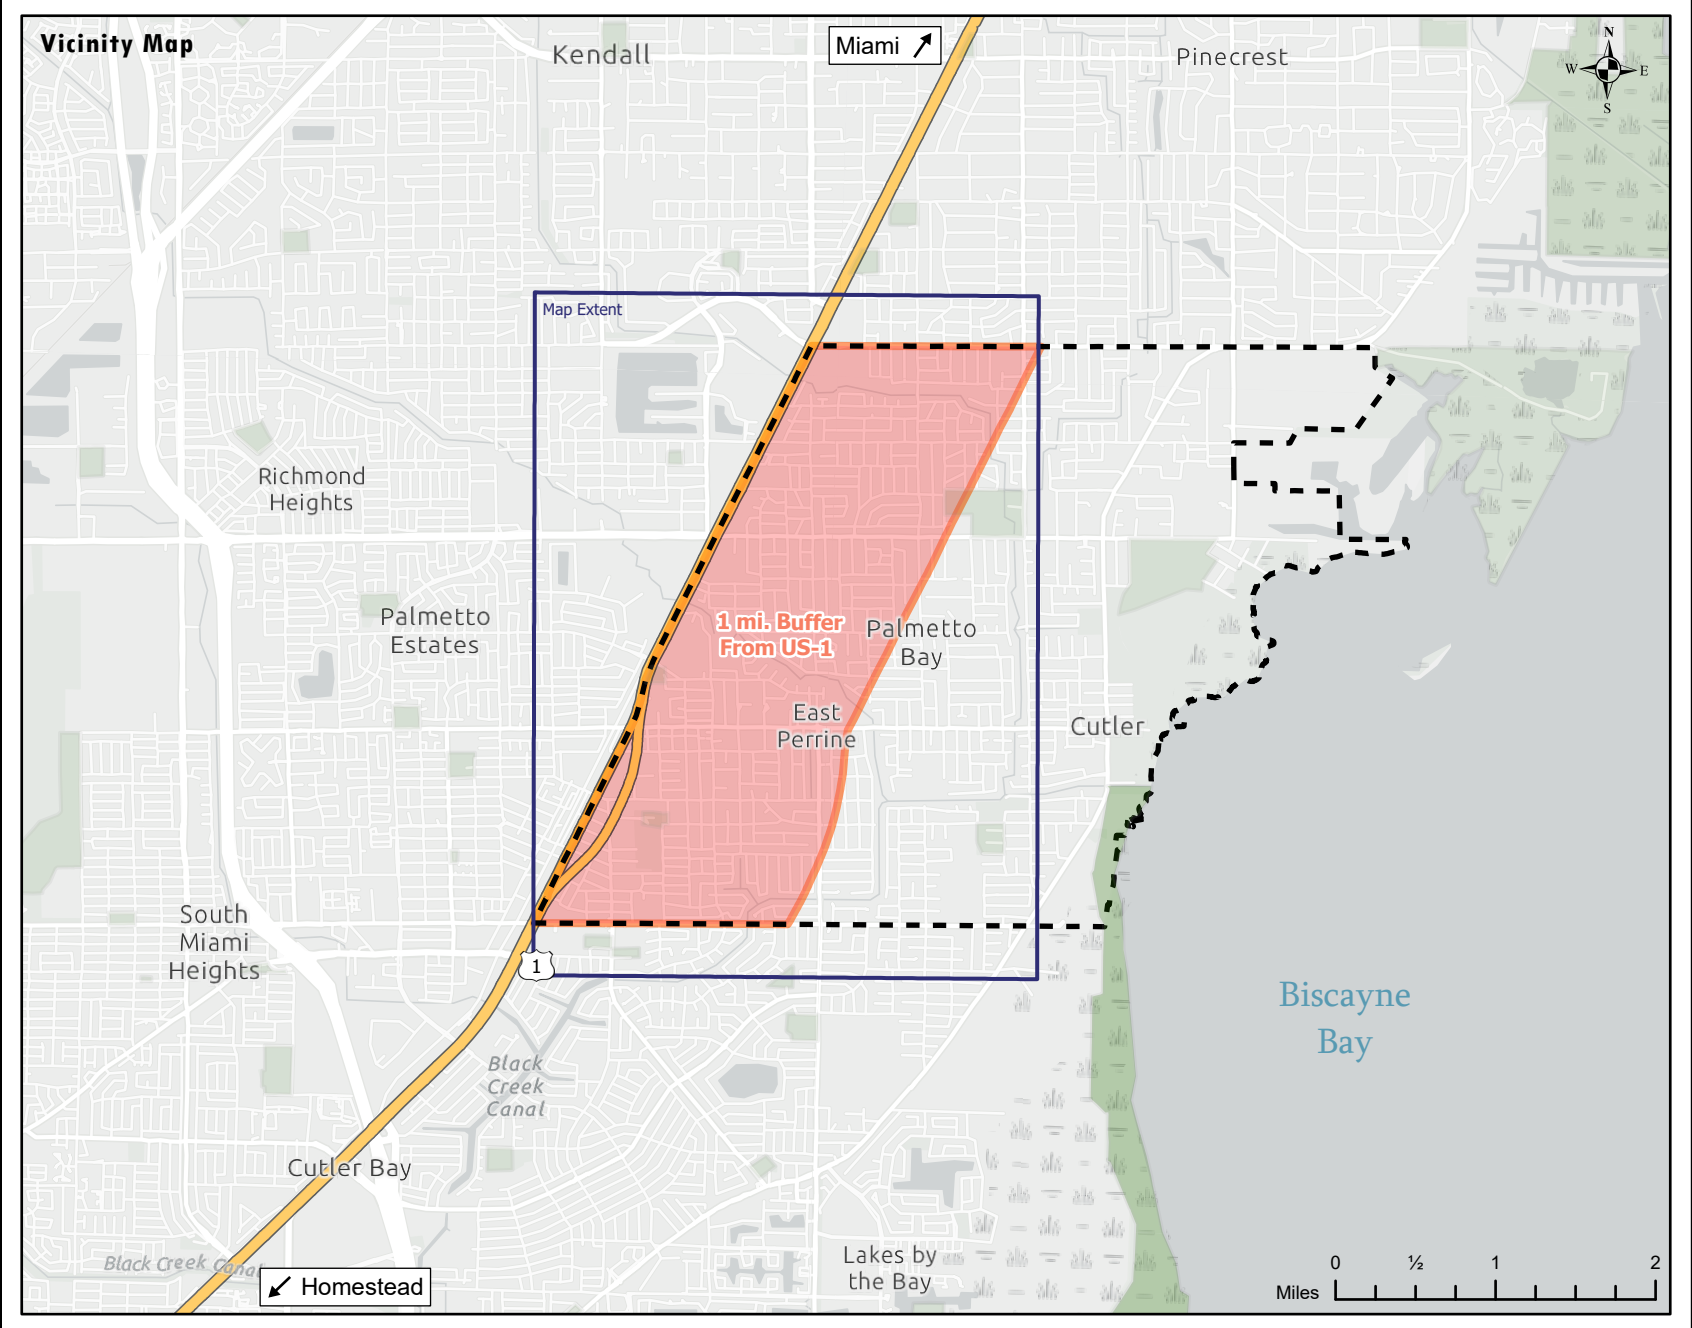 Vicinity Map
Kendall
Miami
Pinecrest
N
W
E
S
Map Extent
Richmond
Heights
Palmetto
Estates
1 mi. Buffer
From US-1
Palmetto
Bay
East
Perrine
Cutler
South
Miami
Heights
1
Biscayne
Bay
Black
Creek
Canal
Cutler Bay
Black Creek Canal
Homestead
Lakes by
the Bay
0 ½ 1 2
Miles